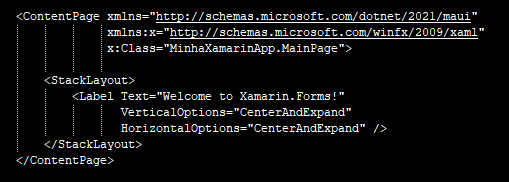 <ContentPage xmlns="http://schemas.microsoft.com/dotnet/2021/maui"
xmlns:x="http://schemas.microsoft.com/winfx/2009/xaml"
x:Class="MinhaXamarinApp.MainPage">
<StackLayout>
<Label Text="Welcome to Xamarin.Forms!"
VerticalOptions="CenterAndExpand"
HorizontalOptions="CenterAndExpand" />
</StackLayout>
</ContentPage>